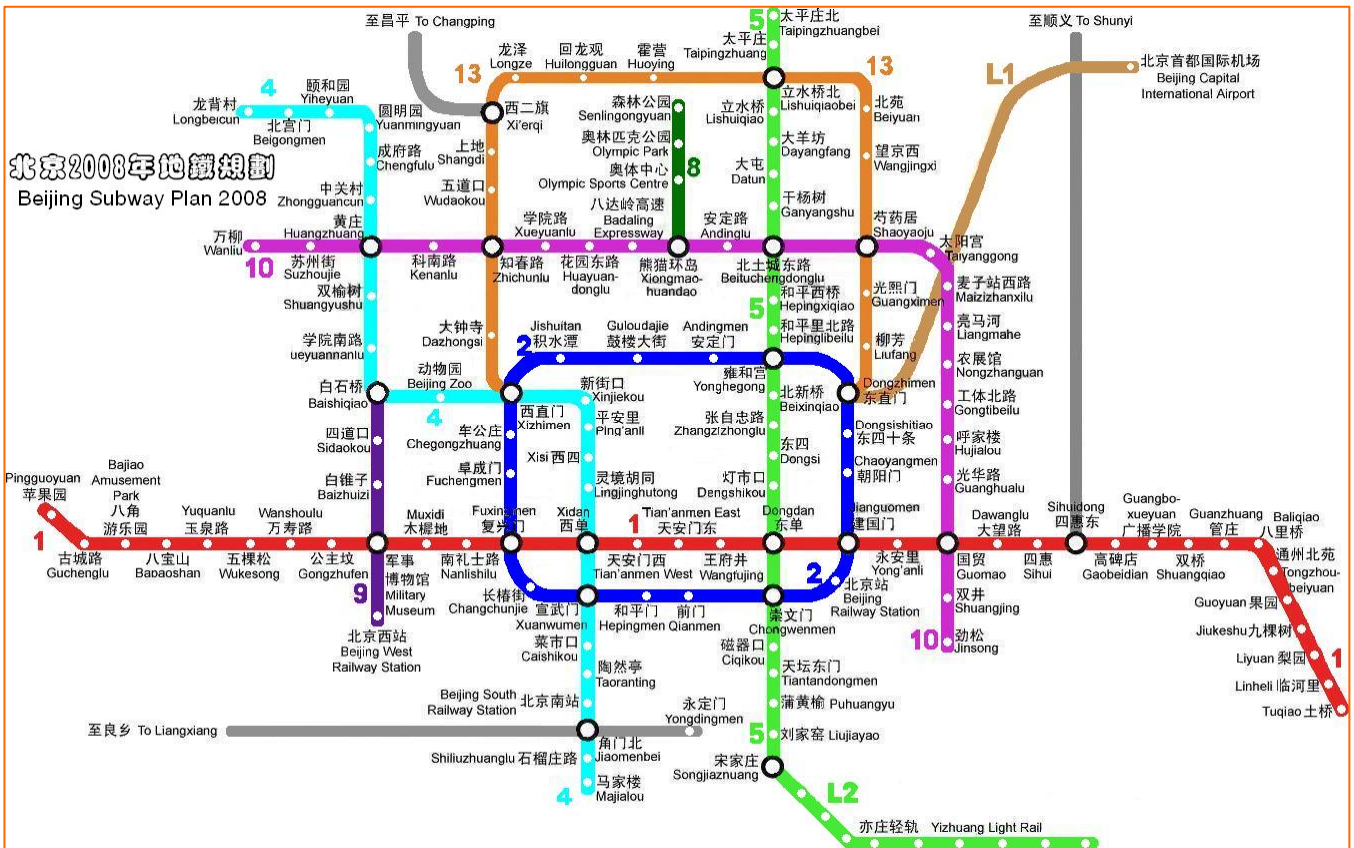 至昌平 To Changping
5
太平庄北
Taipingzhuangbei
至顺义 To Shunyi
太平庄
Taipingzhuang
龙泽
Longze
回龙观
Huilongguan
霍营
Huoying
13
13
L1
北京首都国际机场
Beijing Capital
International Airport
4
龙背村
Longbeicun
颐和园
Yiheyuan
北宫门
Beigongmen
圆明园
Yuanmingyuan
西二旗
Xi'erqi
森林公园
Senlingongyuan
立水桥北
Lishuiqiaobei
立水桥
Lishuiqiao
北苑
Beiyuan
北京2008年地鐵規劃
Beijing Subway Plan 2008
成府路
Chengfulu
上地
Shangdi
奥林匹克公园
Olympic Park
8
大羊坊
Dayangfang
望京西
Wangjingxi
中关村
Zhongguancun
五道口
Wudaokou
奥体中心
Olympic Sports Centre
大屯
Datun
干杨树
Ganyangshu
万柳
Wanliu
10
黄庄
Huangzhuang
苏州街
Suzhoujie
科南路
Kenanlu
知春路
Zhichunlu
学院路
Xueyuanlu
花园东路
Huayuan-
donglu
八达岭高速
Badaling
Expressway
熊猫环岛
Xiongmao-
huandao
安定路
Andinglu
北土城东路
Beituchengdonglu
芍药居
Shaoyaoju
太阳宫
Taiyanggong
双榆树
Shuangyushu
5
和平西桥
Hepingxiqiao
光熙门
Guangximen
麦子站西路
Maizizhanxilu
学院南路
ueyuannanlu
大钟寺
Dazhongsi
2
Jishuitan
积水潭
Guloudajie
鼓楼大街
Andingmen
安定门
和平里北路
Hepinglibeilu
柳芳
Liufang
亮马河
Liangmahe
农展馆
Nongzhanguan
白石桥
Baishiqiao
动物园
Beijing Zoo
4
西直门
Xizhimen
新街口
Xinjiekou
雍和宫
Yonghegong
北新桥
Beixinqiao
Dongzhimen
东直门
工体北路
Gongtibeilu
四道口
Sidaokou
车公庄
Chegongzhuang
平安里
Ping'anli
张自忠路
Zhangzizhonglu
Dongsishitiao
东四十条
呼家楼
Hujialou
白锥子
Baizhuizi
阜成门
Fuchengmen
Xisi 西四
灵境胡同
Lingjinghutong
东四
Dongsi
灯市口
Dengshikou
Chaoyangmen
朝阳门
光华路
Guanghualu
Pingguoyuan
苹果园
1
古城路
Guchenglu
Bajiao
Amusement
Park
八角
游乐园
八宝山
Babaoshan
Yuquanlu
玉泉路
五棵松
Wukesong
Wanshoulu
万寿路
公主坟
Gongzhufen
军事
博物馆
Military
Museum
Muxidi
木樨地
南礼士路
Nanlishilu
Fuxingmen
复兴门
Xidan
西单
1
天安门西
Tian'anmen West
Tian'anmen East
天安门东
王府井
Wangfujing
Dongdan
东单
Jianguomen
建国门
永安里
Yong'anli
国贸
Guomao
Dawanglu
大望路
四惠
Sihui
Sihuidong
四惠东
高碑店
Gaobeidian
Guangbo-
xueyuan
广播学院
双桥
Shuangqiao
Guanzhuang
管庄
Baliqiao
八里桥
通州北苑
Tongzhou-
beiyuan
Guoyuan 果园
Jiukeshu 九棵树
Liyuan 梨园
1
Linheli 临河里
Tuqiao 土桥
9
北京西站
Beijing West
Railway Station
长椿街
Changchunjie
宣武门
Xuanwumen
和平门
Hepingmen
前门
Qianmen
崇文门
Chongwenmen
2
北京站
Beijing
Railway Station
双井
Shuangjing
10
劲松
Jinsong
菜市口
Caishikou
磁器口
Ciqikou
陶然亭
Taoranting
天坛东门
Tiantandongmen
Beijing South
Railway Station
北京南站
永定门
Yongdingmen
蒲黄榆 Puhuangyu
至良乡 To Liangxiang
角门北
Jiaomenbei
5
刘家窑 Liujiayao
Shiliuzhuanglu 石榴庄路
宋家庄
Songjiaznuang
4
马家楼
Majialou
L2
亦庄轻轨 Yizhuang Light Rail